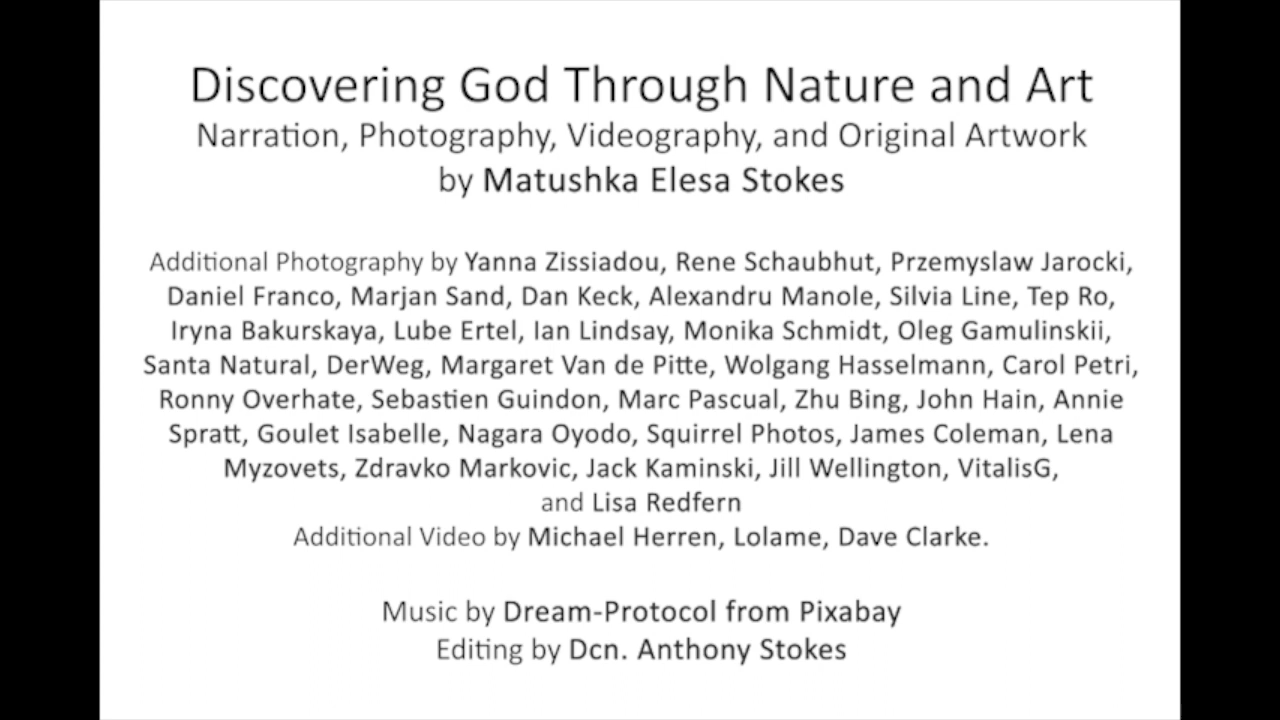 Discovering God Through Nature and Art
Narration, Photography, Videography, and Original Artwork
by Matushka Elesa Stokes
Additional Photography by Yanna Zissiadou, Rene Schaubhut, Przemyslaw Jarocki,
Daniel Franco, Marjan Sand, Dan Keck, Alexandru Manole, Silvia Line, Tep Ro,
Iryna Bakurskaya, Lube Ertel, Ian Lindsay, Monika Schmidt, Oleg Gamulinskii,
Santa Natural, DerWeg, Margaret Van de Pitte, Wolgang Hasselmann, Carol Petri,
Ronny Overhate, Sebastien Guindon, Marc Pascual, Zhu Bing, John Hain, Annie
Spratt, Goulet Isabelle, Nagara Oyodo, Squirrel Photos, James Coleman, Lena
Myzovets, Zdravko Markovic, Jack Kaminski, Jill Wellington, VitalisG,
and Lisa Redfern
Additional Video by Michael Herren, Lolame, Dave Clarke.
Music by Dream-Protocol from Pixabay
Editing by Dcn. Anthony Stokes